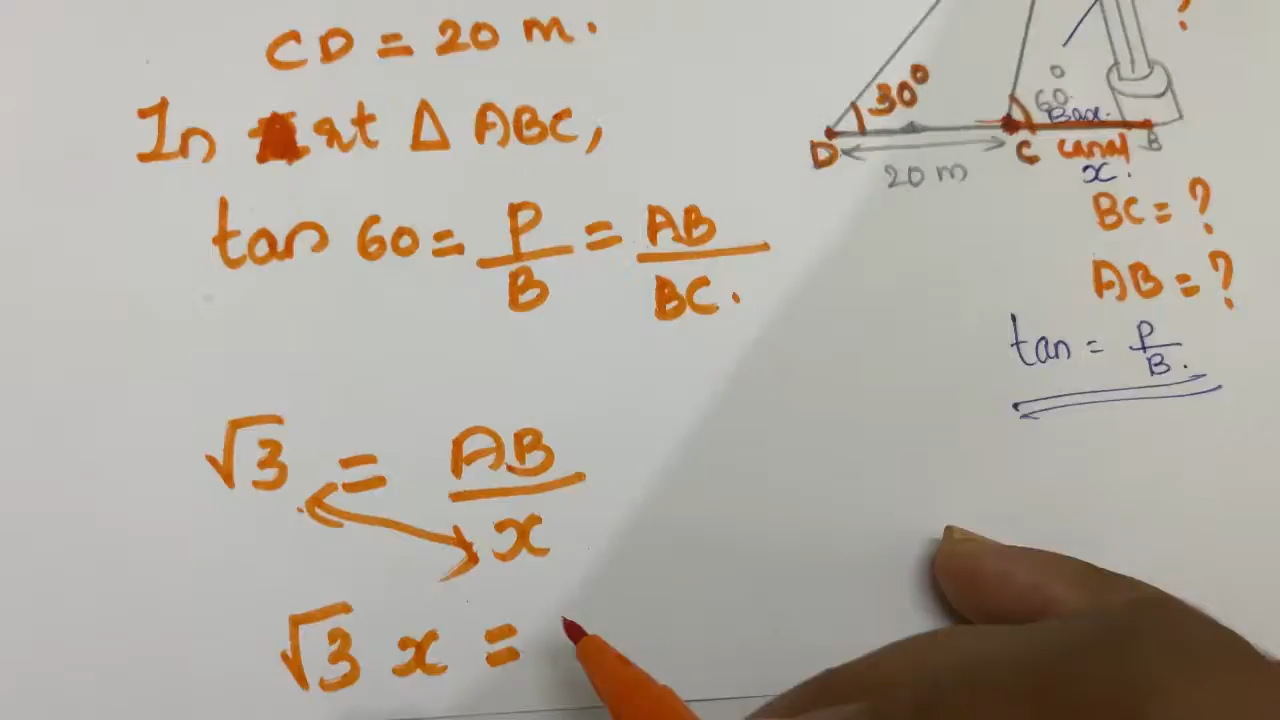 CD = 20 m.
In rt Δ ABC,
tan 60 = P/B = AB/BC.
√3 = AB/x
√3 x =
?
30°
60°
Base
D
C
canal
B
20 m
x.
BC = ?
AB = ?
tan = P/B.